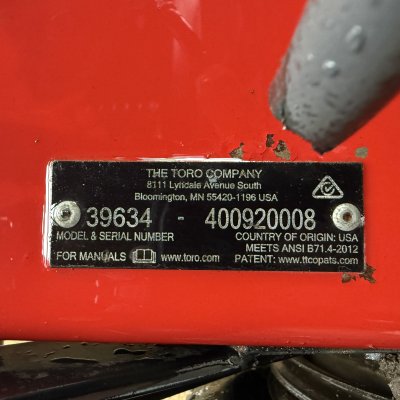 THE TORO COMPANY
8111 Lyndale Avenue South
Bloomington, MN 55420-1196 USA
39634 - 400920008
MODEL & SERIAL NUMBER COUNTRY OF ORIGIN: USA
MEETS ANSI B71.4-2012
FOR MANUALS www.toro.com PATENT: www.ttcopats.com